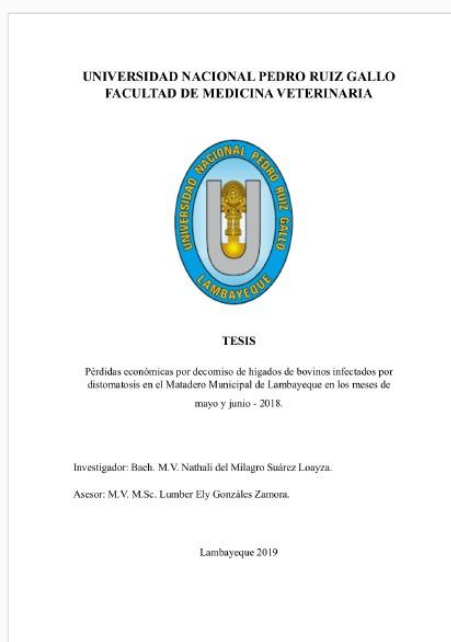 UNIVERSIDAD NACIONAL PEDRO RUIZ GALLO
FACULTAD DE MEDICINA VETERINARIA
UNIVERSIDAD NACIONAL PEDRO RUIZ GALLO
LAMBAYEQUE
TESIS
Pérdidas económicas por decomiso de hígados de bovinos infectados por
distomatosis en el Matadero Municipal de Lambayeque en los meses de
mayo y junio - 2018.
Investigador: Bach. M.V. Nathali del Milagro Suárez Loayza.
Asesor: M.V. M.Sc. Lumber Ely Gonzáles Zamora.
Lambayeque 2019